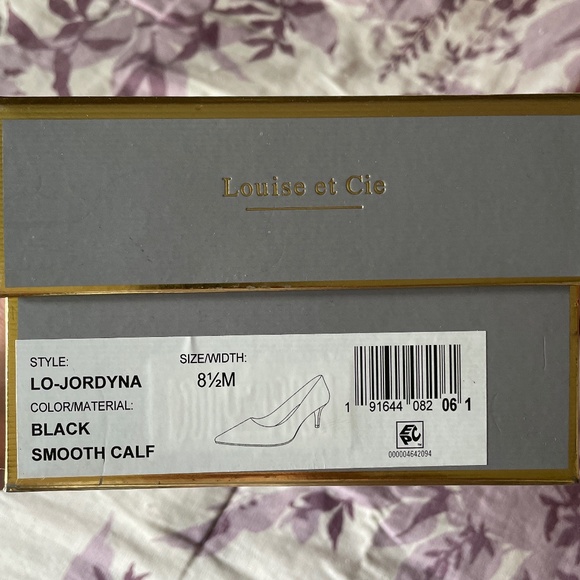 Louise et Cie
STYLE:
LO-JORDYNA
COLOR/MATERIAL:
BLACK
SMOOTH CALF
SIZE/WIDTH:
8½M
1 91644 082 06 1
EPC
000004642094